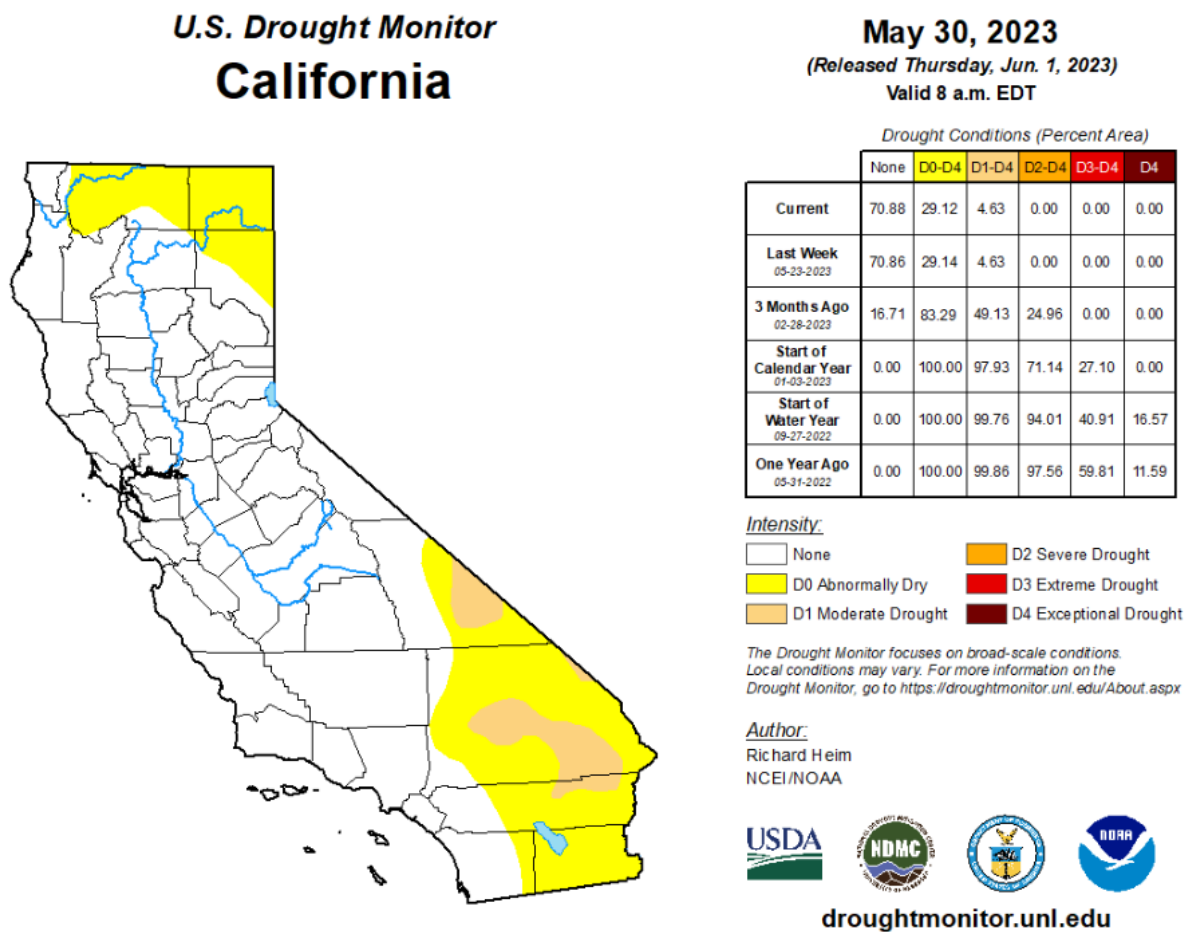 U.S. Drought Monitor
California
May 30, 2023
(Released Thursday, Jun. 1, 2023)
Valid 8 a.m. EDT
Drought Conditions (Percent Area)
None D0-D4 D1-D4 D2-D4 D3-D4 D4
Current 70.88 29.12 4.63 0.00 0.00 0.00
Last Week
05-23-2023
70.86 29.14 4.63 0.00 0.00 0.00
3 Months Ago
02-28-2023
16.71 83.29 49.13 24.96 0.00 0.00
Start of
Calendar Year
01-03-2023
0.00 100.00 97.93 71.14 27.10 0.00
Start of
Water Year
09-27-2022
0.00 100.00 99.76 94.01 40.91 16.57
One Year Ago
05-31-2022
0.00 100.00 99.86 97.56 59.81 11.59
Intensity:
None
D0 Abnormally Dry
D1 Moderate Drought
D2 Severe Drought
D3 Extreme Drought
D4 Exceptional Drought
The Drought Monitor focuses on broad-scale conditions.
Local conditions may vary. For more information on the
Drought Monitor, go to https://droughtmonitor.unl.edu/About.aspx
Author:
Richard Heim
NCEI/NOAA
USDA
NDMC
NOAA
droughtmonitor.unl.edu